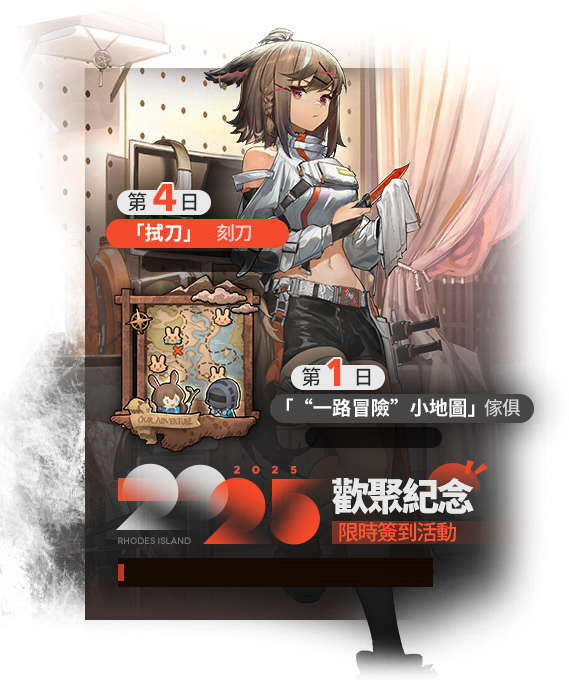 第4日
「拭刀」 刻刀
OUR ADVENTURE
第1日
「“一路冒險”小地圖」傢俱
2025
2025
RHODES ISLAND
歡聚紀念
限時簽到活動